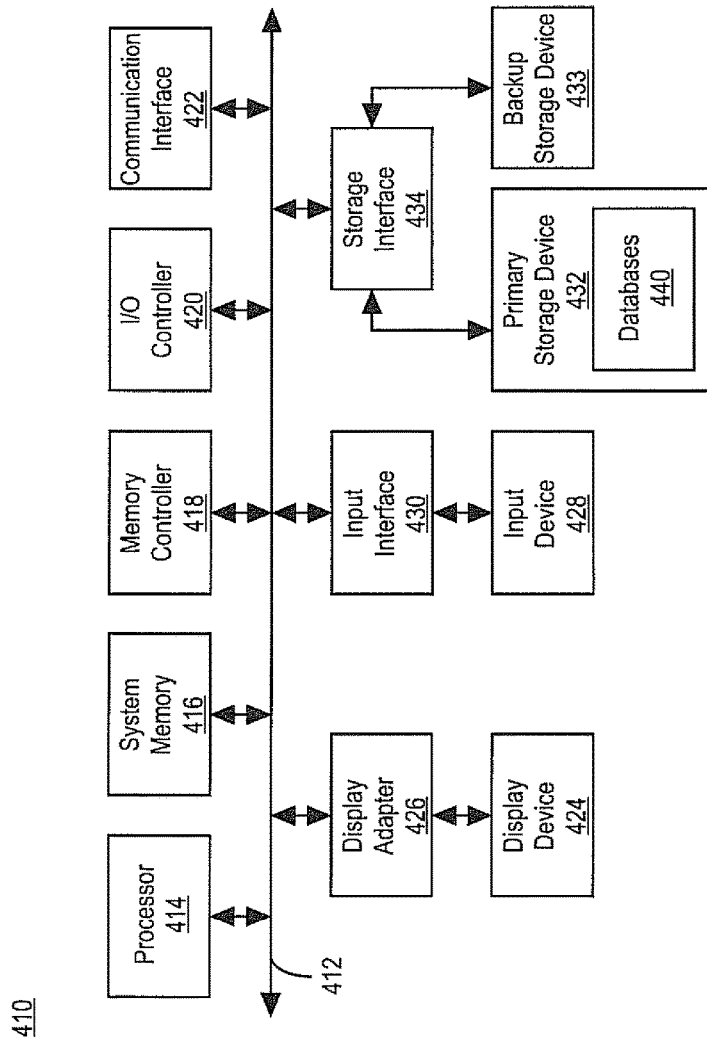 410
Processor
414
System
Memory
416
Memory
Controller
418
I/O
Controller
420
Communication
Interface
422
412
Display
Adapter
426
Input
Interface
430
Storage
Interface
434
Display
Device
424
Input
Device
428
Primary
Storage Device
432
Databases
440
Backup
Storage Device
433